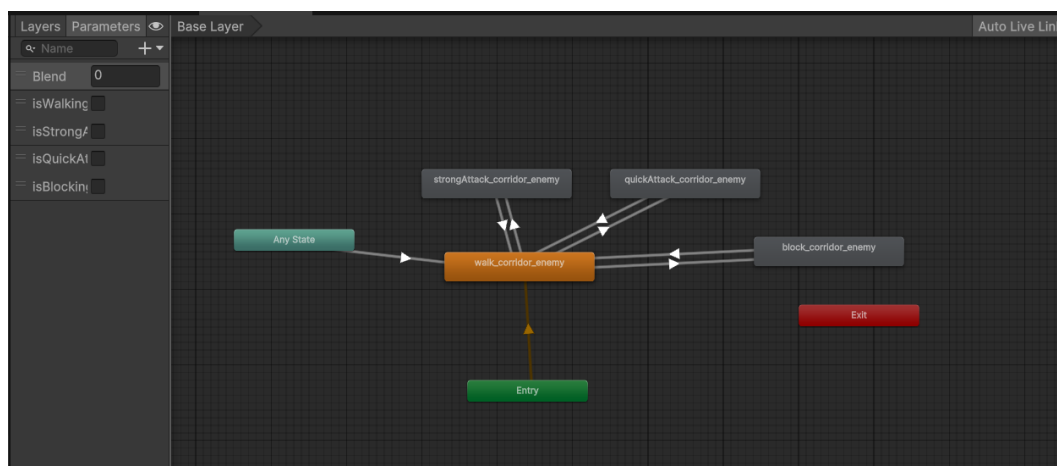 Layers Parameters Base Layer Auto Live Lin
Name
Blend 0
isWalking
isStrongA
isQuickAt
isBlocking
strongAttack_corridor_enemy quickAttack_corridor_enemy
Any State
block_corridor_enemy
walk_corridor_enemy
Exit
Entry